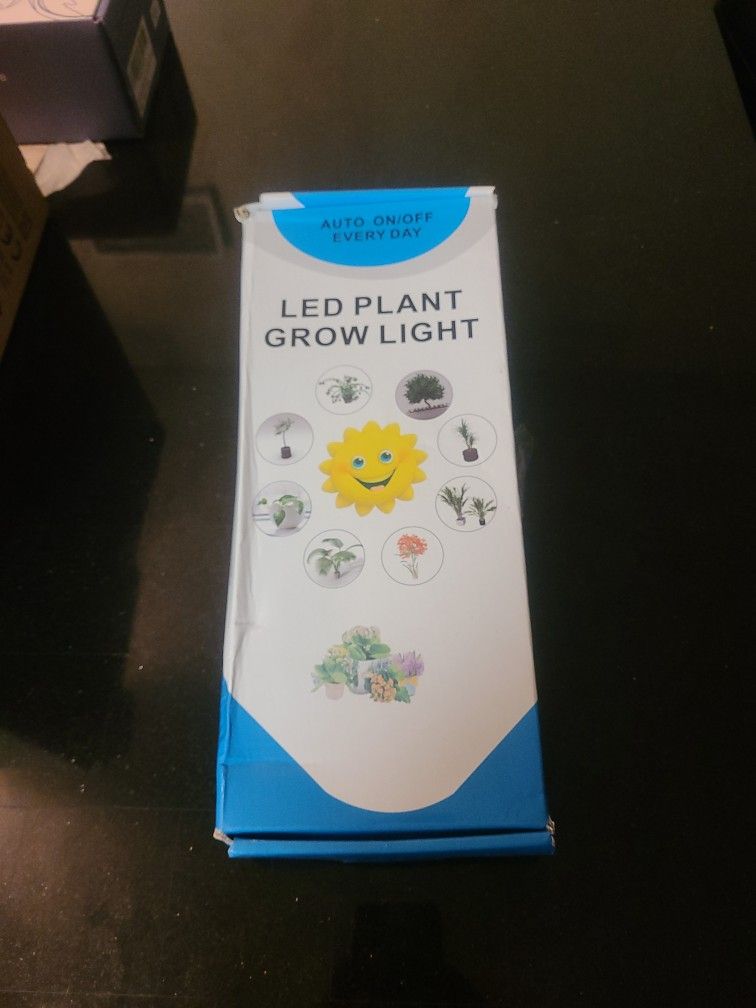 AUTO ON/OFF
EVERY DAY
LED PLANT
GROW LIGHT